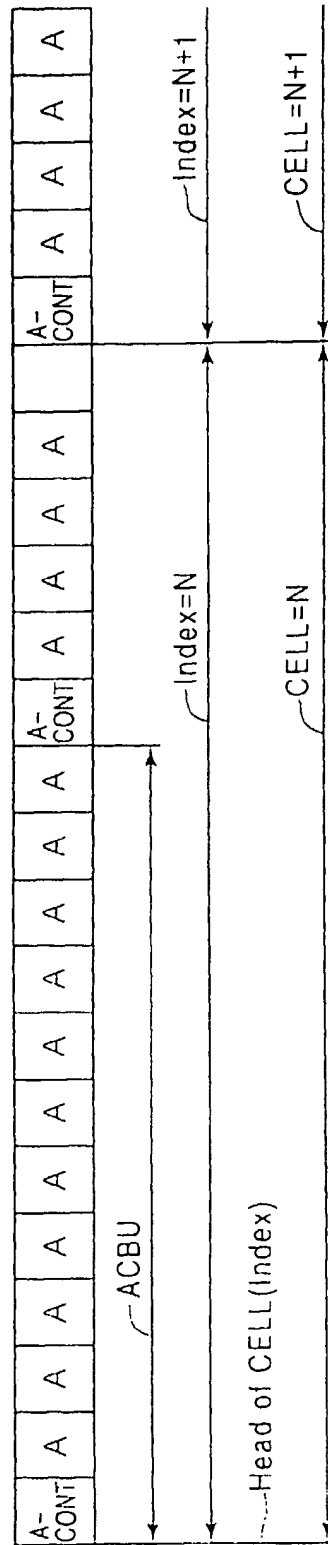 A-
CONT A A A A A A A A A A A A-
CONT A A A A A-
CONT A A A A
ACBU
Index=N Index=N+1
Head of CELL(Index)
CELL=N CELL=N+1